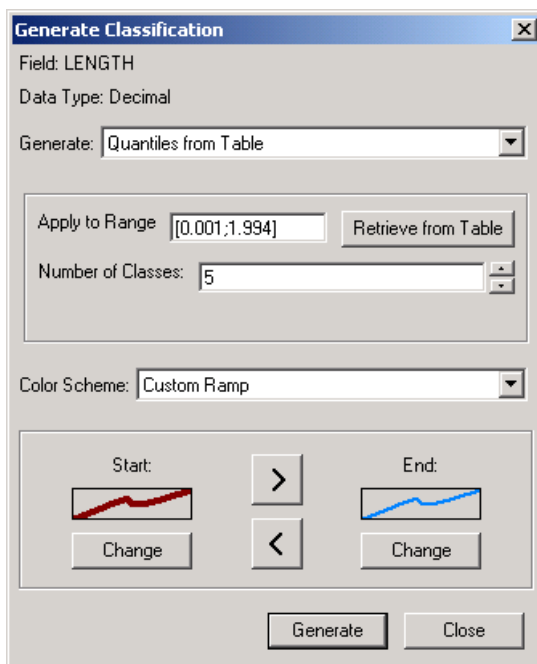 Generate Classification
Field: LENGTH
Data Type: Decimal
Generate: Quantiles from Table
Apply to Range [0.001;1.994] Retrieve from Table
Number of Classes: 5
Color Scheme: Custom Ramp
Start: > End:
Change < Change
Generate Close